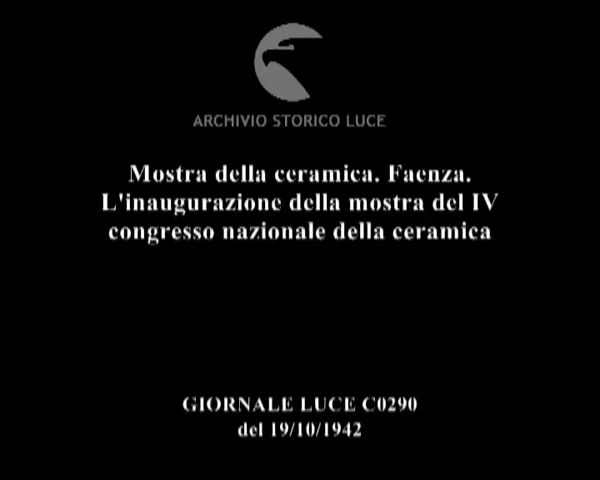 ARCHIVIO STORICO LUCE
Mostra della ceramica. Faenza.
L'inaugurazione della mostra del IV
congresso nazionale della ceramica
GIORNALE LUCE C0290
del 19/10/1942